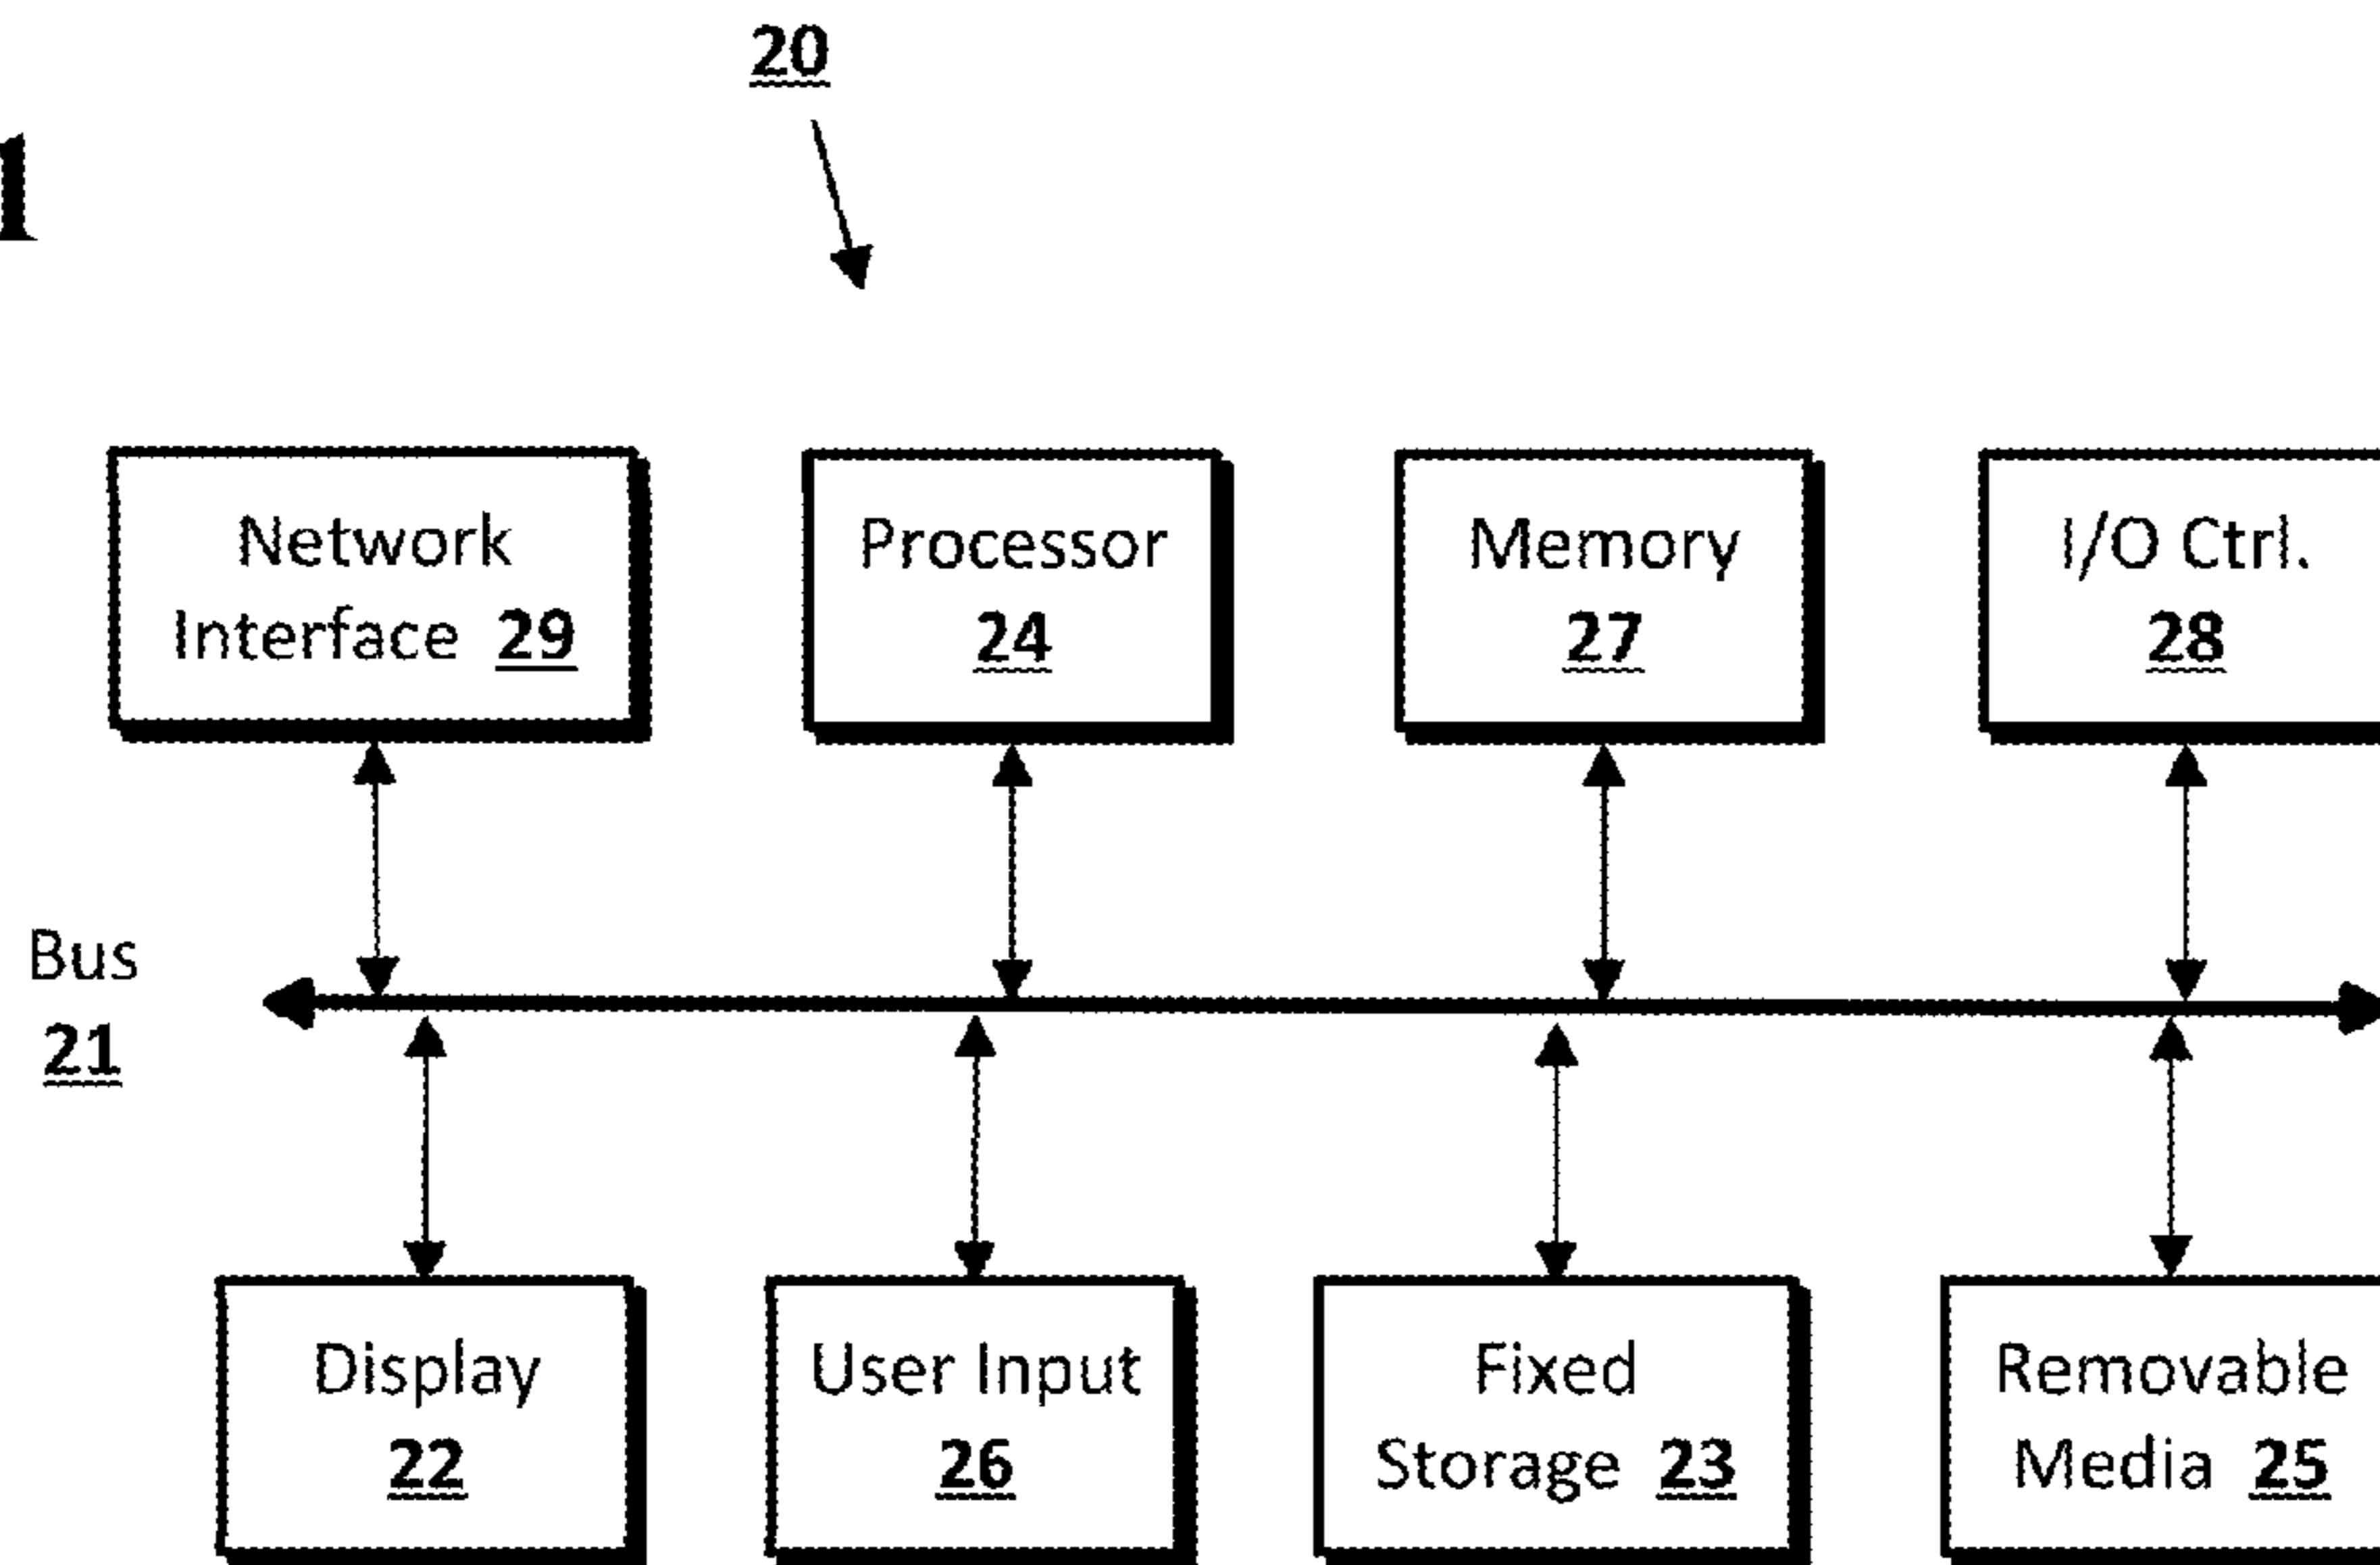 20
1
Network
Interface 29
Processor
24
Memory
27
I/O Ctrl.
28
Bus
21
Display
22
User Input
26
Fixed
Storage 23
Removable
Media 25